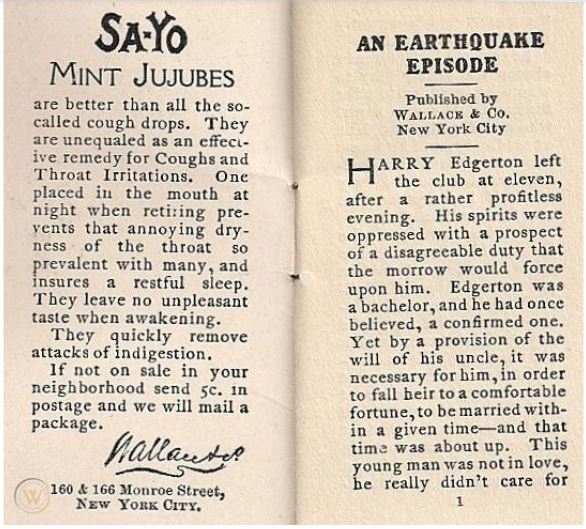 SA-YO
MINT JUJUBES
are better than all the so-
called cough drops. They
are unequaled as an effect-
ive remedy for Coughs and
Throat Irritations. One
placed in the mouth at
night when retiring pre-
vents that annoying dry-
ness of the throat so
prevalent with many, and
insures a restful sleep.
They leave no unpleasant
taste when awakening.
They quickly remove
attacks of indigestion.
If not on sale in your
neighborhood send 5c. in
postage and we will mail a
package.
Wallace & Co
160 & 166 Monroe Street,
NEW YORK CITY.
W
AN EARTHQUAKE
EPISODE
Published by
WALLACE & CO.
New York City
HARRY Edgerton left
the club at eleven,
after a rather profitless
evening. His spirits were
oppressed with a prospect
of a disagreeable duty that
the morrow would force
upon him. Edgerton was
a bachelor, and he had once
believed, a confirmed one.
Yet by a provision of the
will of his uncle, it was
necessary for him, in order
to fall heir to a comfortable
fortune, to be married with-
in a given time—and that
time was about up. This
young man was not in love,
he really didn't care for
1